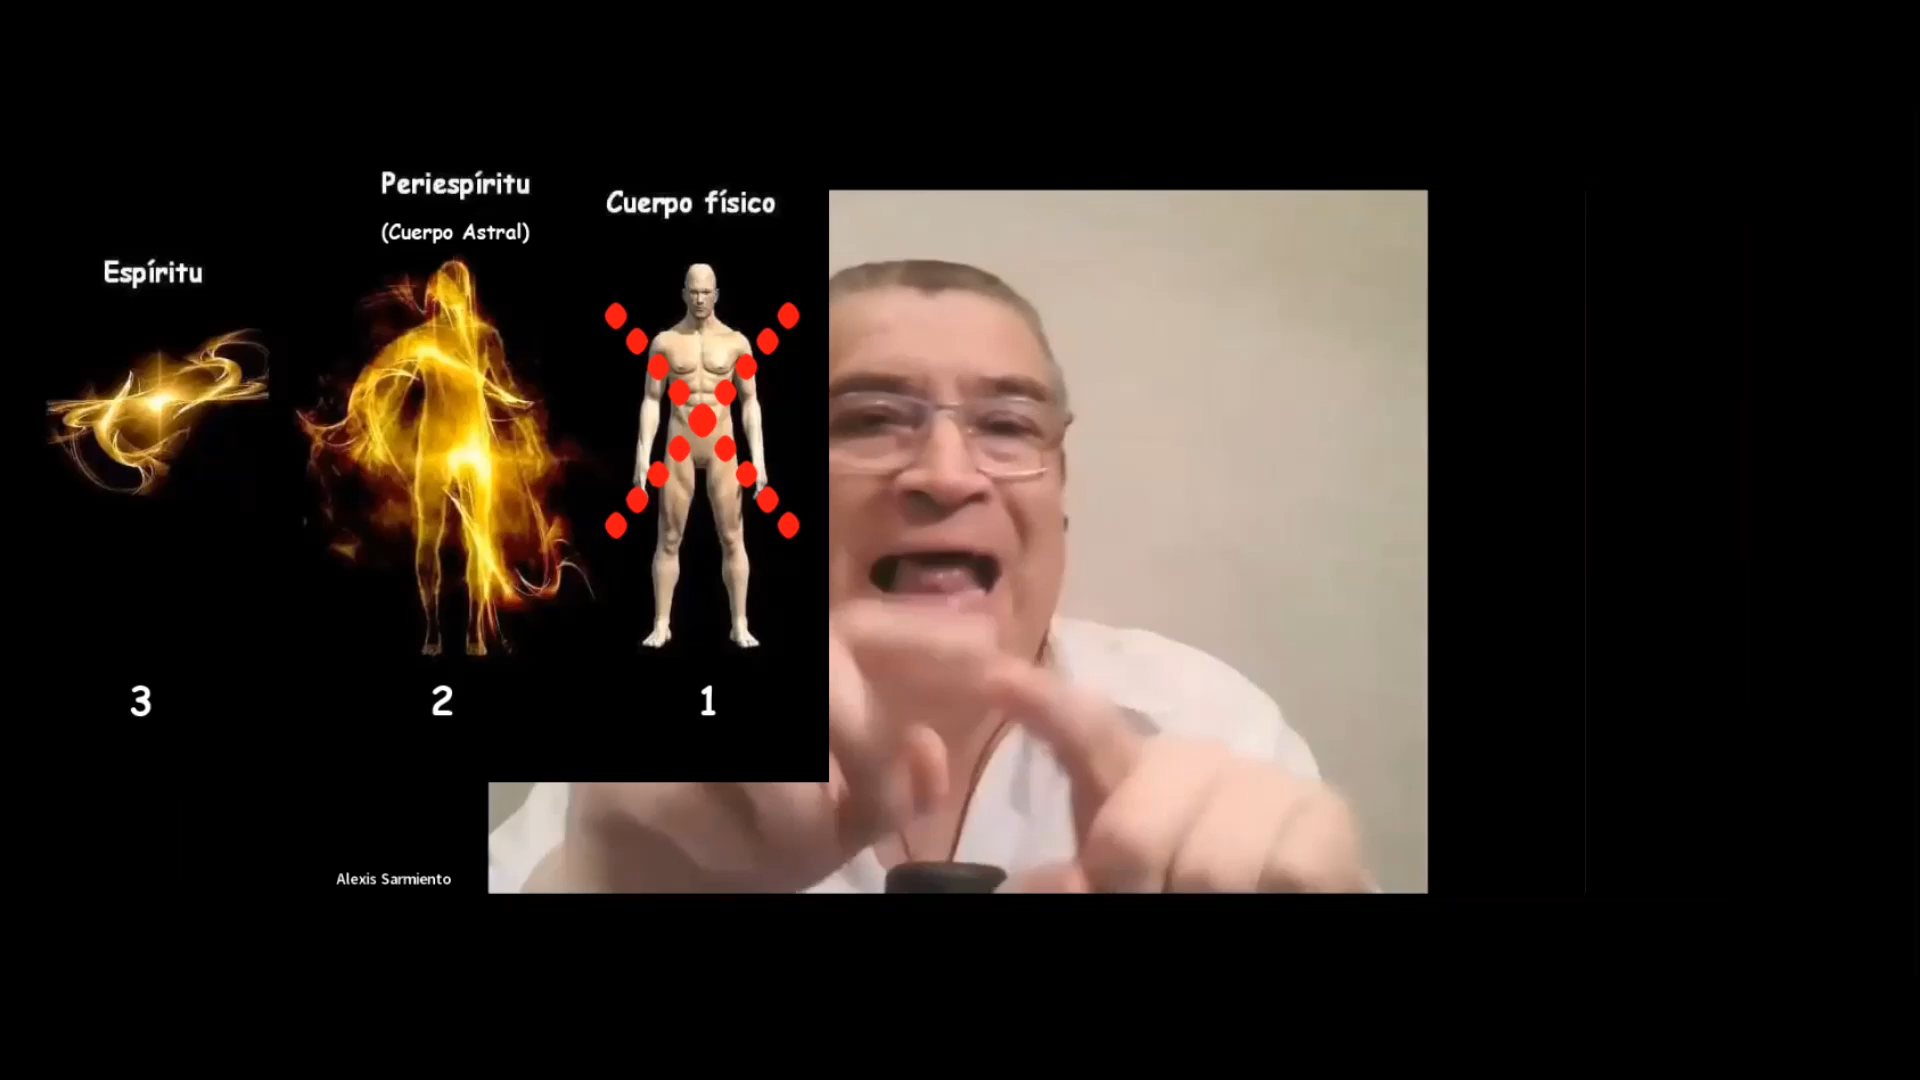 Periespíritu
(Cuerpo Astral)
Cuerpo físico
Espíritu
3
2
1
Alexis Sarmiento